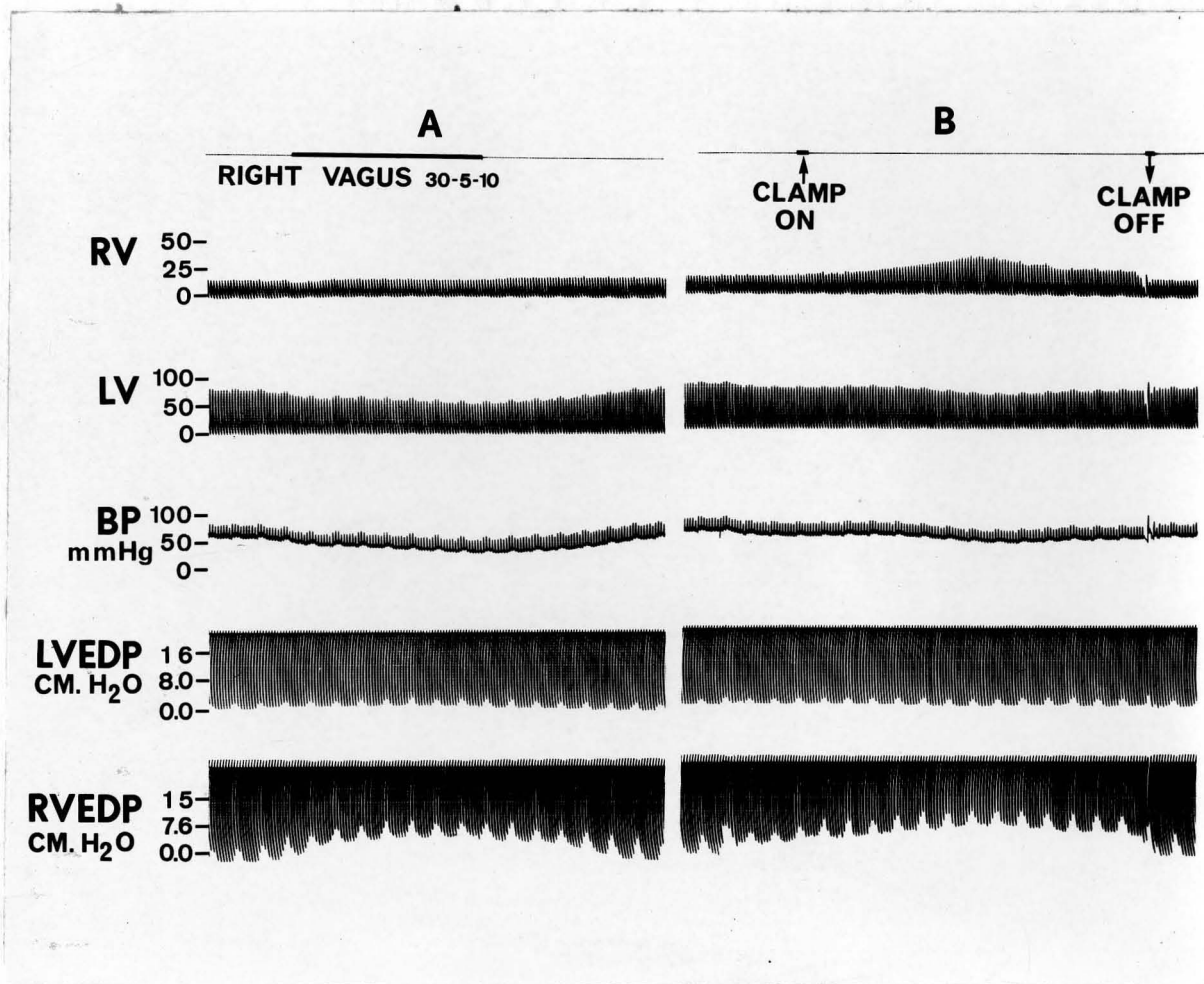 A
B
RIGHT VAGUS 30-5-10
CLAMP
ON
CLAMP
OFF
RV
50
25
0
LV
100
50
0
BP
mmHg
100
50
0
LVEDP
CM. H₂O
16
8.0
0.0
RVEDP
CM. H₂O
15
7.6
0.0